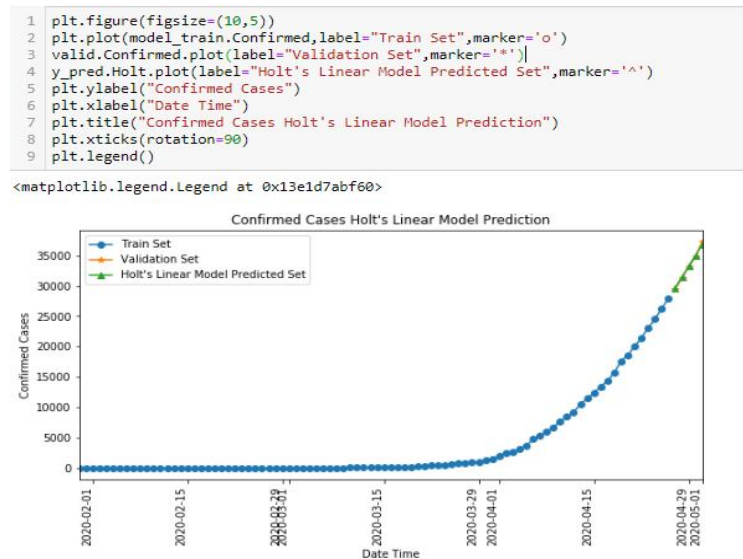 1 plt.figure(figsize=(10,5))
2 plt.plot(model_train.Confirmed,label="Train Set",marker='o')
3 valid.Confirmed.plot(label="Validation Set",marker='*')
4 y_pred.Holt.plot(label="Holt's Linear Model Predicted Set",marker='^')
5 plt.ylabel("Confirmed Cases")
6 plt.xlabel("Date Time")
7 plt.title("Confirmed Cases Holt's Linear Model Prediction")
8 plt.xticks(rotation=90)
9 plt.legend()
<matplotlib.legend.Legend at 0x13e1d7abf60>
Confirmed Cases Holt's Linear Model Prediction
Train Set
Validation Set
Holt's Linear Model Predicted Set
Confirmed Cases
35000
30000
25000
20000
15000
10000
5000
0
2020-02-01
2020-02-15
2020-02-29
2020-03-01
2020-03-15
2020-03-29
2020-04-01
2020-04-15
2020-04-29
2020-05-01
Date Time